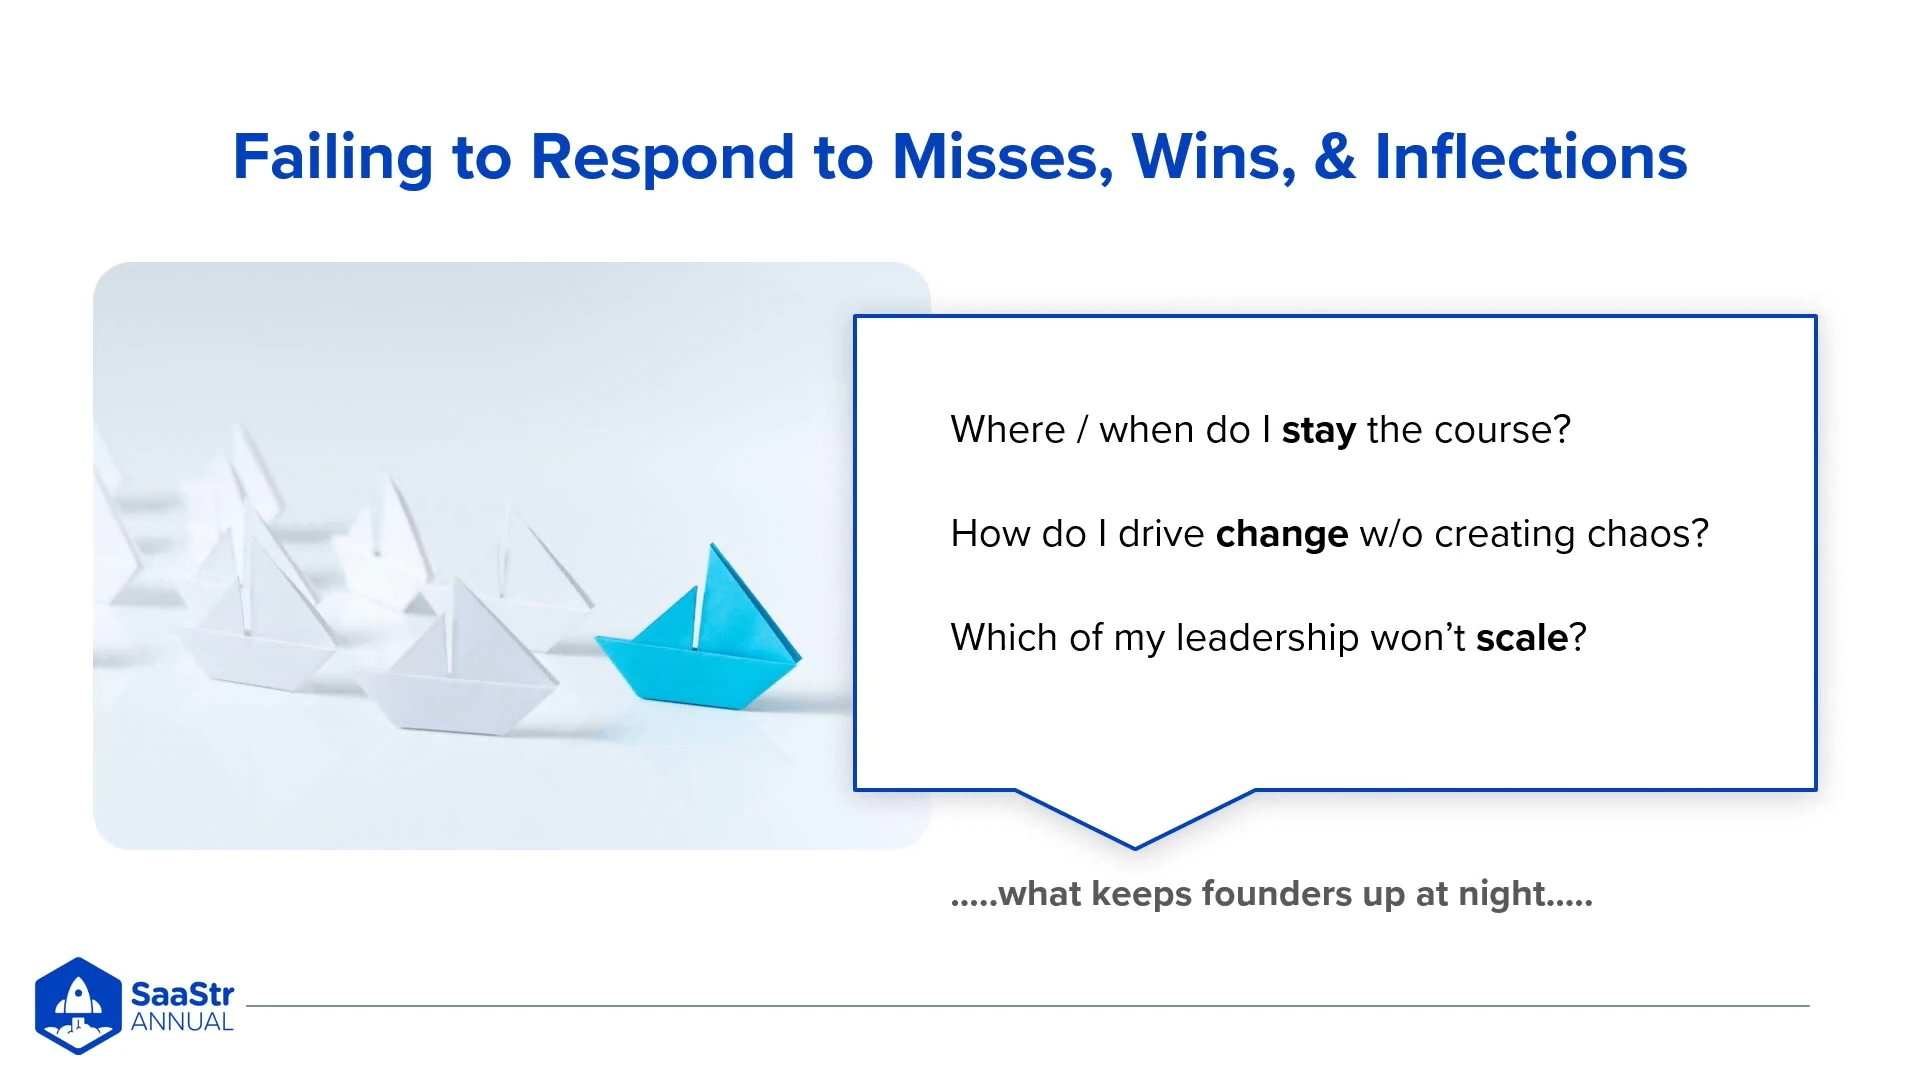 Failing to Respond to Misses, Wins, & Inflections
Where / when do I stay the course?
How do I drive change w/o creating chaos?
Which of my leadership won’t scale?
.....what keeps founders up at night.....
SaaStr
ANNUAL